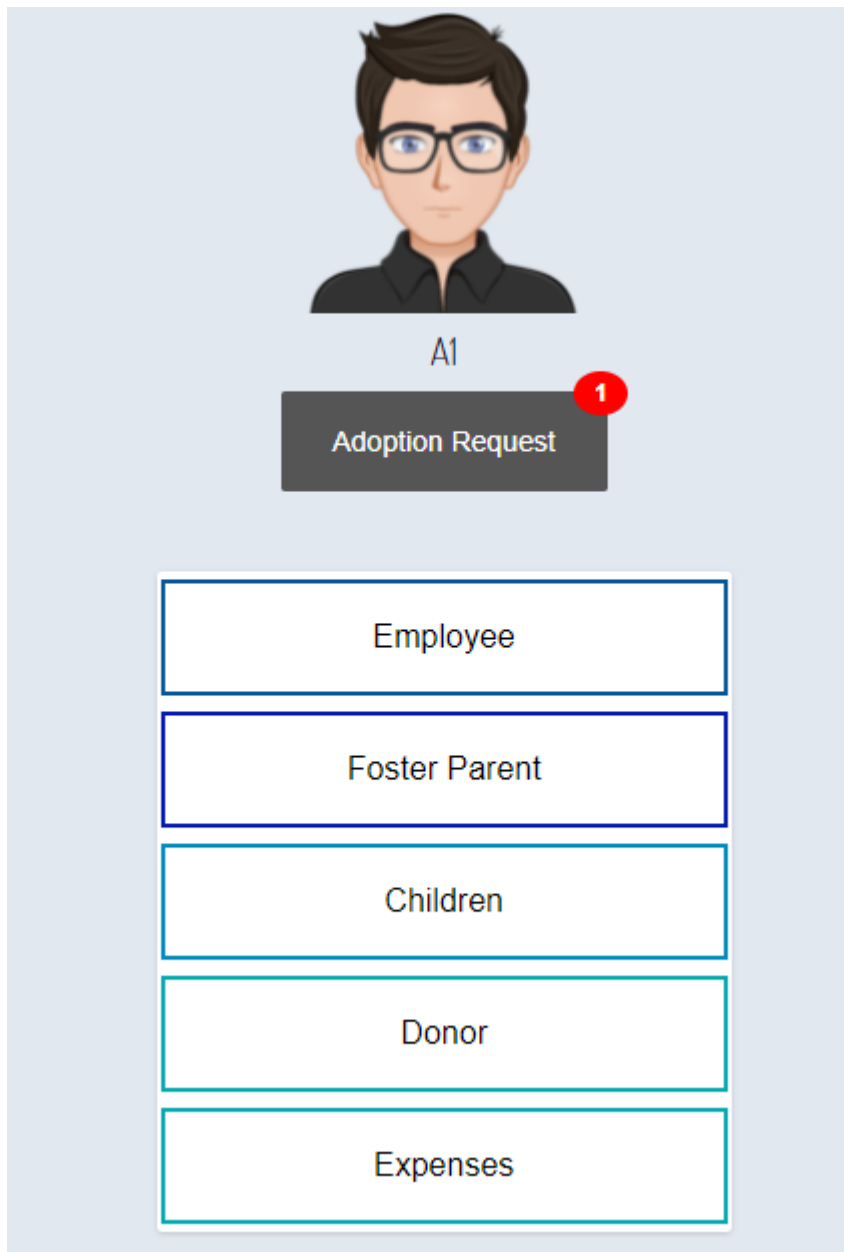 A1
1
Adoption Request
Employee
Foster Parent
Children
Donor
Expenses